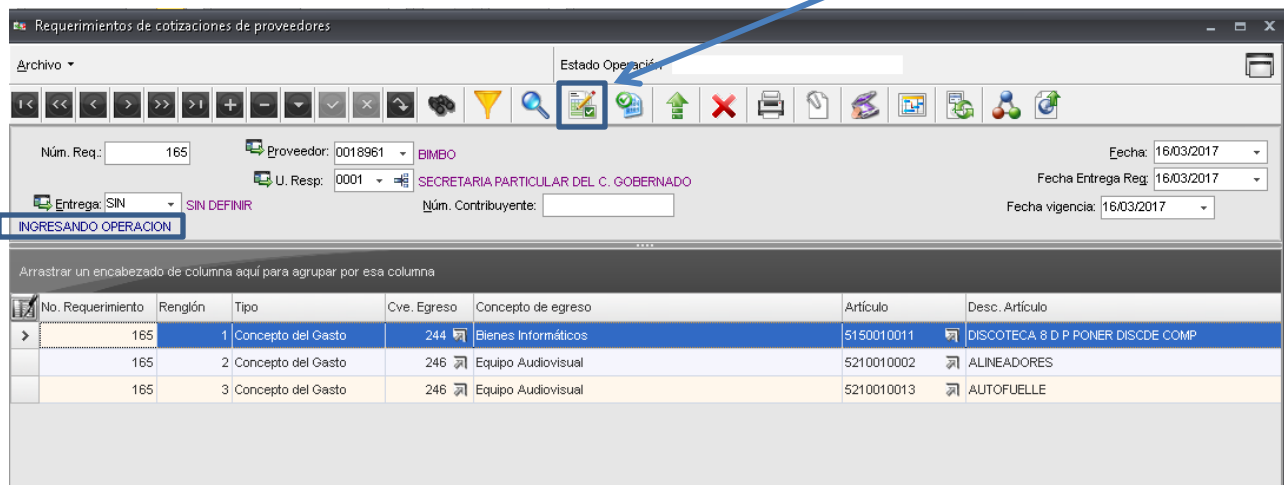 Requerimientos de cotizaciones de proveedores
Archivo
Estado Operación
Núm. Req.: 165
Proveedor: 0018961 BIMBO
Fecha: 16/03/2017
U. Resp: 0001 SECRETARIA PARTICULAR DEL C. GOBERNADO
Fecha Entrega Req: 16/03/2017
Entrega: SIN SIN DEFINIR
Núm. Contribuyente:
Fecha vigencia: 16/03/2017
INGRESANDO OPERACION
Arrastrar un encabezado de columna aquí para agrupar por esa columna
No. Requerimiento Renglón Tipo Cve. Egreso Concepto de egreso Artículo Desc. Artículo
165 1 Concepto del Gasto 244 Bienes Informáticos 5150010011 DISCOTECA 8 D P PONER DISCDE COMP
165 2 Concepto del Gasto 246 Equipo Audiovisual 5210010002 ALINEADORES
165 3 Concepto del Gasto 246 Equipo Audiovisual 5210010013 AUTOFUELLE